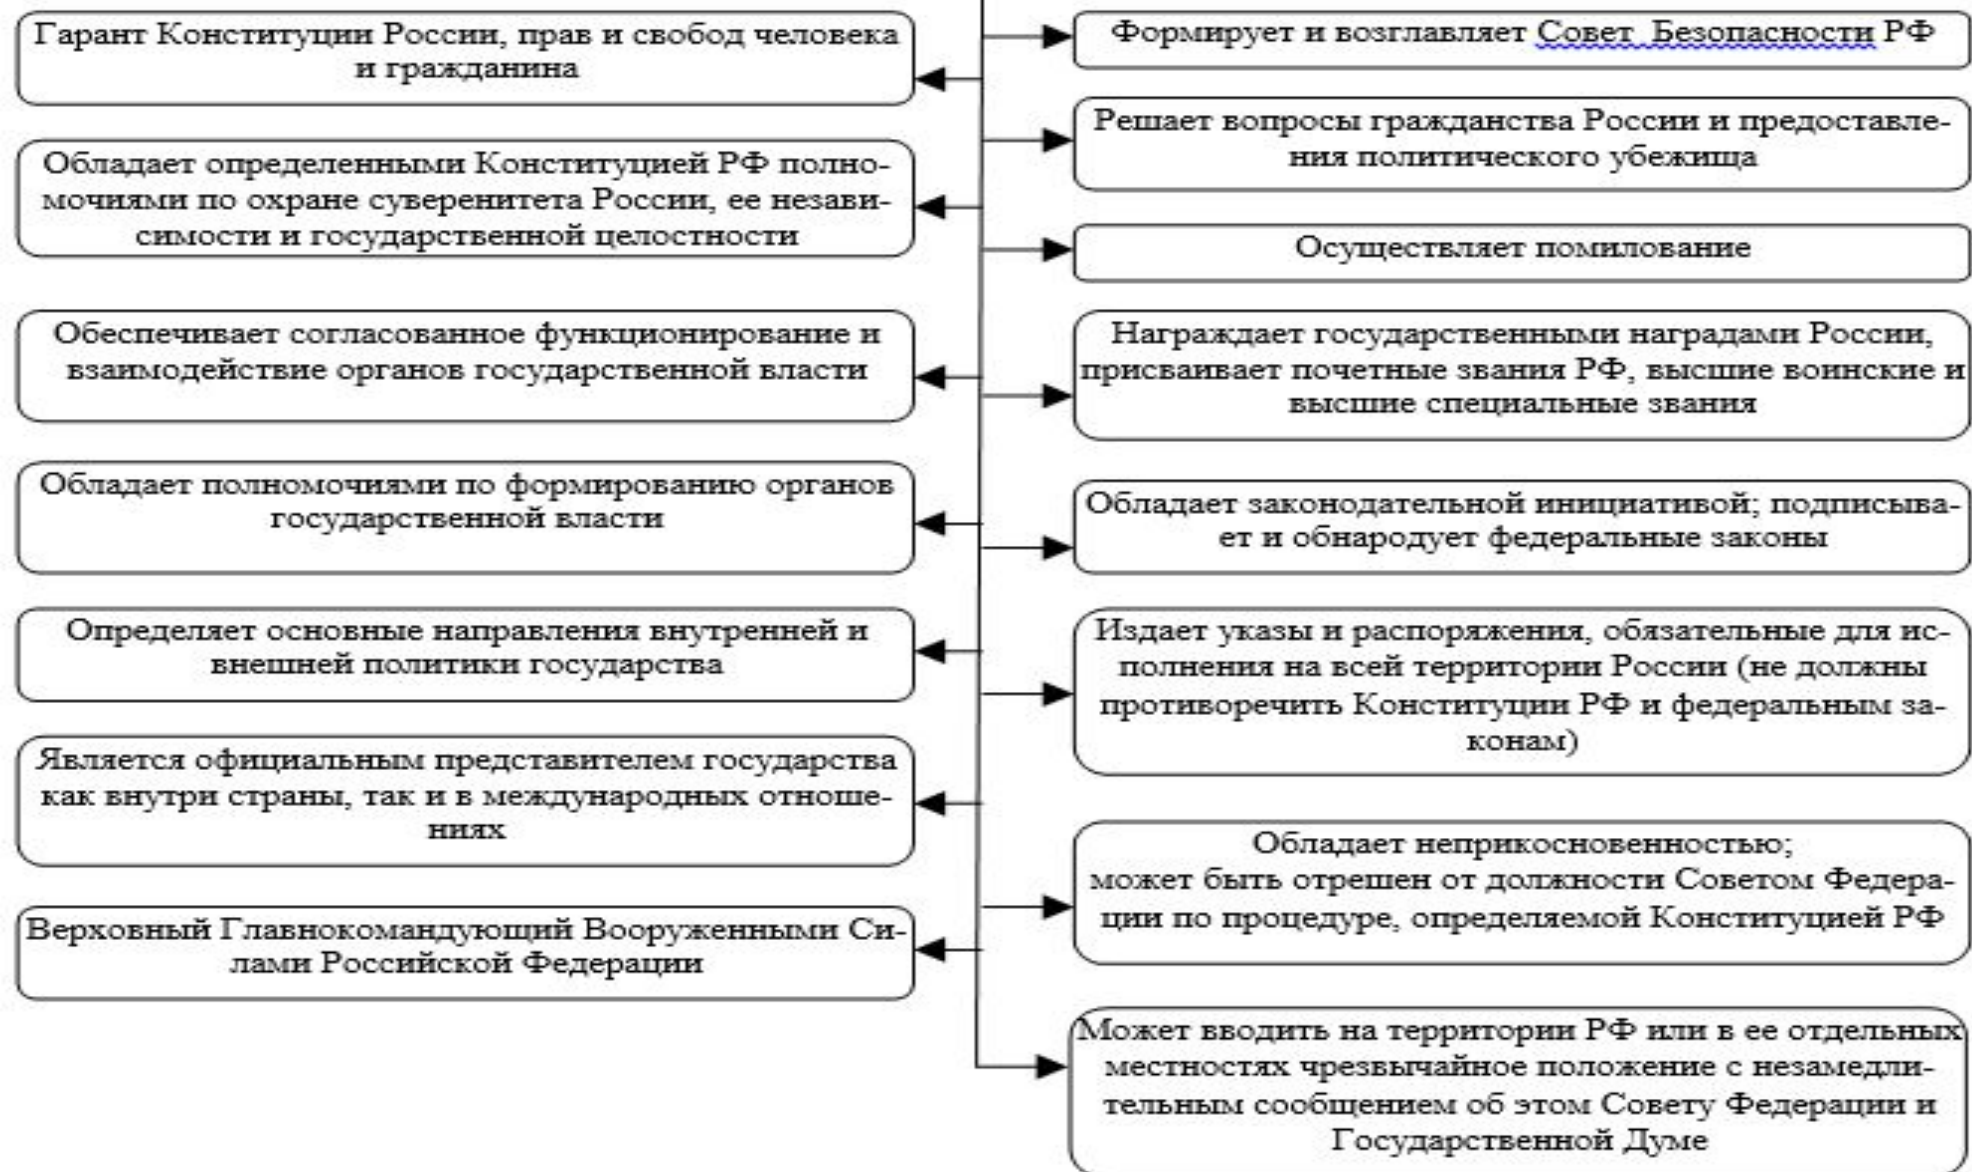 Гарант Конституции России, прав и свобод человека
и гражданина
Обладает определенными Конституцией РФ полно-
мочиями по охране суверенитета России, ее незави-
симости и государственной целостности
Обеспечивает согласованное функционирование и
взаимодействие органов государственной власти
Обладает полномочиями по формированию органов
государственной власти
Определяет основные направления внутренней и
внешней политики государства
Является официальным представителем государства
как внутри страны, так и в международных отноше-
ниях
Верховный Главнокомандующий Вооруженными Си-
лами Российской Федерации
Формирует и возглавляет Совет Безопасности РФ
Решает вопросы гражданства России и предоставле-
ния политического убежища
Осуществляет помилование
Награждает государственными наградами России,
присваивает почетные звания РФ, высшие воинские и
высшие специальные звания
Обладает законодательной инициативой; подписыва-
ет и обнародует федеральные законы
Издает указы и распоряжения, обязательные для ис-
полнения на всей территории России (не должны
противоречить Конституции РФ и федеральным за-
конам)
Обладает неприкосновенностью;
может быть отрешен от должности Советом Федера-
ции по процедуре, определяемой Конституцией РФ
Может вводить на территории РФ или в ее отдельных
местностях чрезвычайное положение с незамедли-
тельным сообщением об этом Совету Федерации и
Государственной Думе